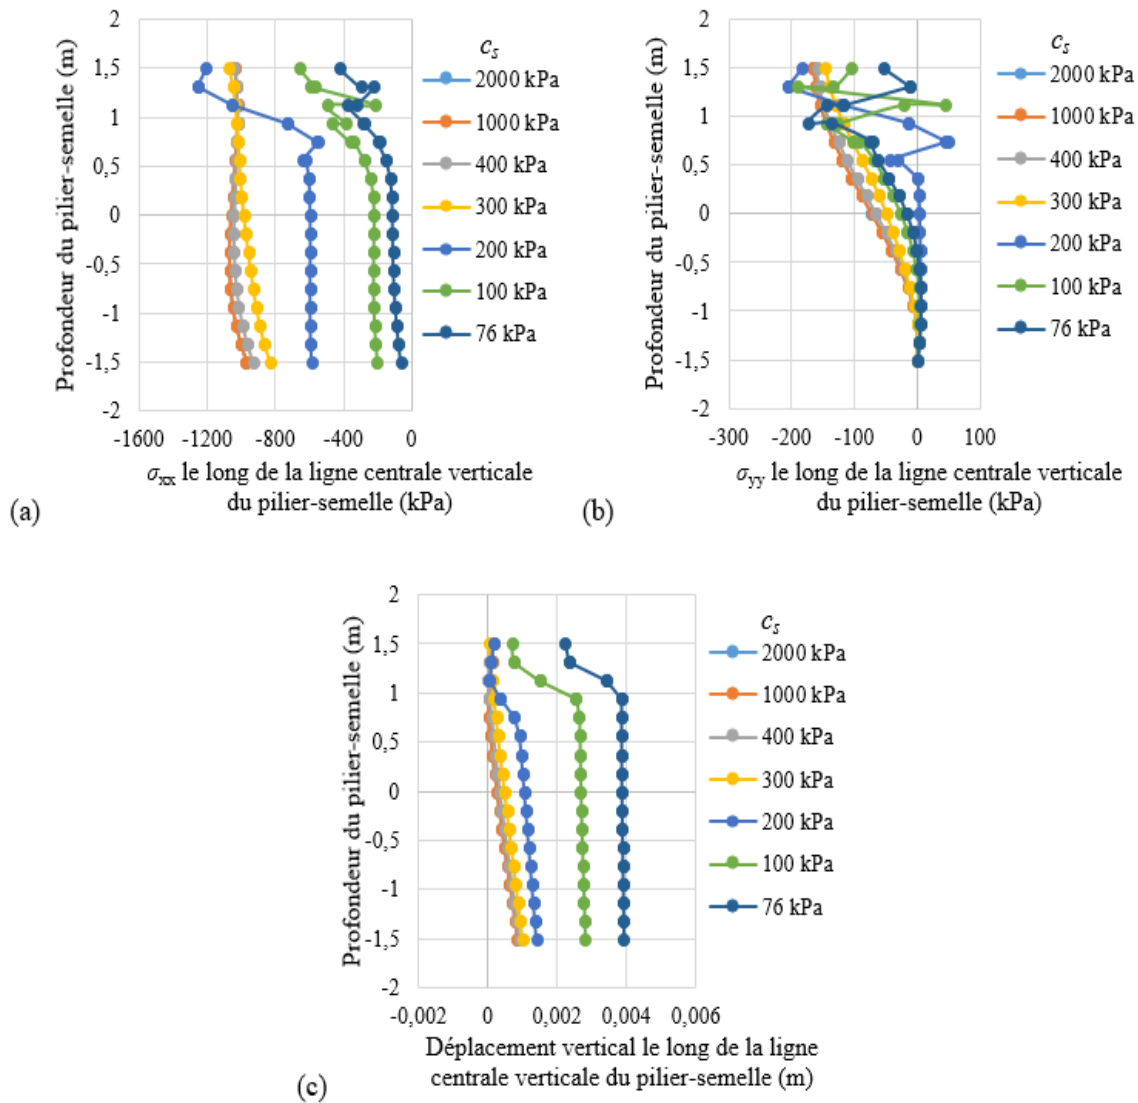 2
1,5
1
0,5
0
-0,5
-1
-1,5
-2
Profondeur du pilier-semelle (m)
-1600 -1200 -800 -400 0
σxx le long de la ligne centrale verticale
du pilier-semelle (kPa)
(a)
cs
2000 kPa
1000 kPa
400 kPa
300 kPa
200 kPa
100 kPa
76 kPa
2
1,5
1
0,5
0
-0,5
-1
-1,5
-2
Profondeur du pilier-semelle (m)
-300 -200 -100 0 100
σyy le long de la ligne centrale verticale
du pilier-semelle (kPa)
(b)
cs
2000 kPa
1000 kPa
400 kPa
300 kPa
200 kPa
100 kPa
76 kPa
2
1,5
1
0,5
0
-0,5
-1
-1,5
-2
Profondeur du pilier-semelle (m)
-0,002 0 0,002 0,004 0,006
Déplacement vertical le long de la ligne
centrale verticale du pilier-semelle (m)
(c)
cs
2000 kPa
1000 kPa
400 kPa
300 kPa
200 kPa
100 kPa
76 kPa